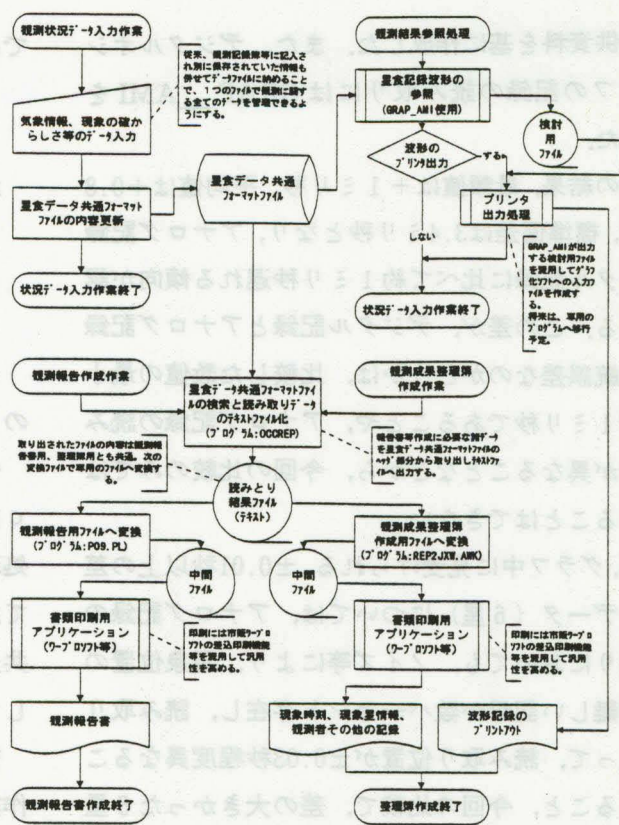 観測状況データ入力作業
従来、観測記録簿等に記入さ
れ別に保存されていた情報も
併せてデータファイルに納めること
で、1つのファイルで観測に関す
る全てのデータを管理できるよう
にする。
気象情報、現象の確か
らしさ等のデータ入力
星食データ共通フォーマット
ファイルの内容更新
星食データ共通フォー
マットファイル
状況データ入力作業終了
観測結果参照処理
星食記録波形の
参照
(GRAP_AMI使用)
波形の
プリンタ出力
する
しない
検討用
ファイル
プリンタ
出力処理
GRAP_AMIが出力
する検討用ファイル
を流用してグラフ
化ソフトへの入力ファ
イルを作成する。
将来は、専用の
プログラムへ移行
予定。
状況データ入力作業終了
観測報告作成作業
観測成果整理簿
作成作業
星食データ共通フォーマットファイ
ルの検索と読み取りデータ
のテキストファイル化
(プログラム:OCCREP)
取り出されたファイルの内容は観測報
告書用、整理簿用とも共通。次の
変換ファイルで専用のファイルへ変換す
る。
報告書等作成に必要な諸データ
を星食データ共通フォーマットファイルの
ヘッダ部分から取り出しテキストファ
イルへ出力する。
読みとり
結果ファイル
(テキスト)
観測報告用ファイルへ変換
(プログラム:PO9.PL)
観測成果整理簿
作成用ファイルへ変換
(プログラム:REP2JXW.AWK)
中間
ファイル
中間
ファイル
書類印刷用
アプリケーション
(ワープロソフト等)
印刷には市販ワープロ
ソフトの差込印刷機能
等を流用して汎用
性を高める。
書類印刷用
アプリケーション
(ワープロソフト等)
印刷には市販ワープロ
ソフトの差込印刷機能
等を流用して汎用
性を高める。
観測報告書
現象時刻、現象星情報、
観測者その他の記録
波形記録の
プリントアウト
観測報告書作成終了
整理簿作成終了